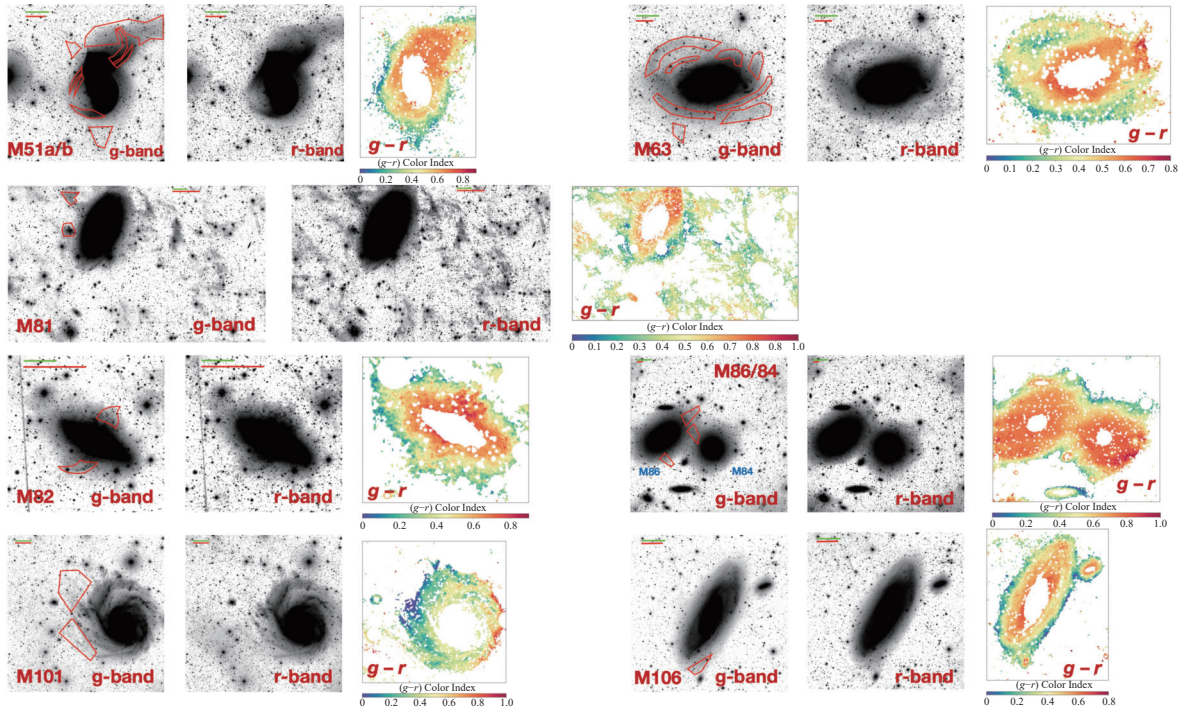 M51a/b g-band r-band g – r
(g–r) Color Index
0 0.2 0.4 0.6 0.8
M63 g-band r-band g – r
(g–r) Color Index
0 0.1 0.2 0.3 0.4 0.5 0.6 0.7 0.8
M81 g-band r-band g – r
(g–r) Color Index
0 0.1 0.2 0.3 0.4 0.5 0.6 0.7 0.8 0.9 1.0
M82 g-band r-band g – r
(g–r) Color Index
0 0.2 0.4 0.6 0.8
M86/84
M86 M84
g-band r-band g – r
(g–r) Color Index
0 0.2 0.4 0.6 0.8 1.0
M101 g-band r-band g – r
(g–r) Color Index
0 0.2 0.4 0.6 0.8 1.0
M106 g-band r-band g – r
(g–r) Color Index
0 0.2 0.4 0.6 0.8